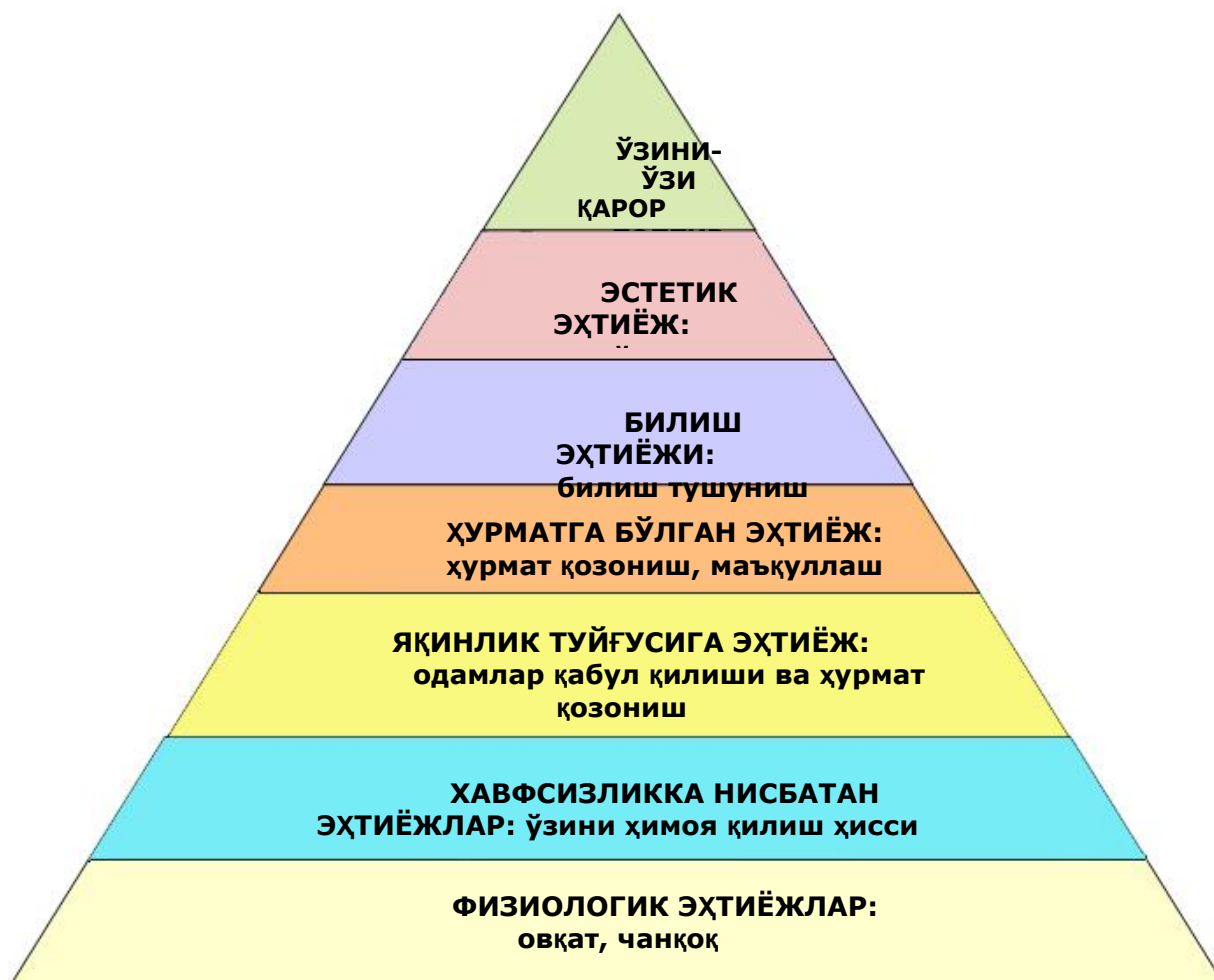 ЎЗИНИ-
ЎЗИ
ҚАРОР
ЭСТЕТИК
ЭҲТИЁЖ:
БИЛИШ
ЭҲТИЁЖИ:
билиш тушуниш
ҲУРМАТГА БЎЛГАН ЭҲТИЁЖ:
ҳурмат қозониш, маъқуллаш
ЯҚИНЛИК ТУЙҒУСИГА ЭҲТИЁЖ:
одамлар қабул қилиши ва ҳурмат
қозониш
ХАВФСИЗЛИККА НИСБАТАН
ЭҲТИЁЖЛАР: ўзини ҳимоя қилиш ҳисси
ФИЗИОЛОГИК ЭҲТИЁЖЛАР:
овқат, чанқоқ